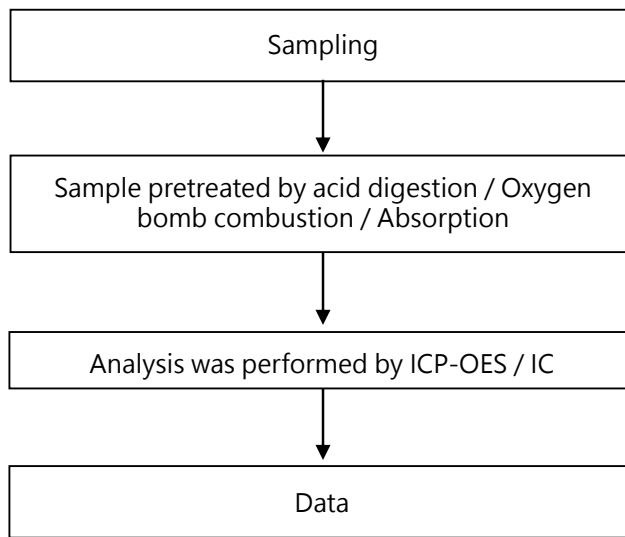 Sampling
Sample pretreated by acid digestion / Oxygen
bomb combustion / Absorption
Analysis was performed by ICP-OES / IC
Data